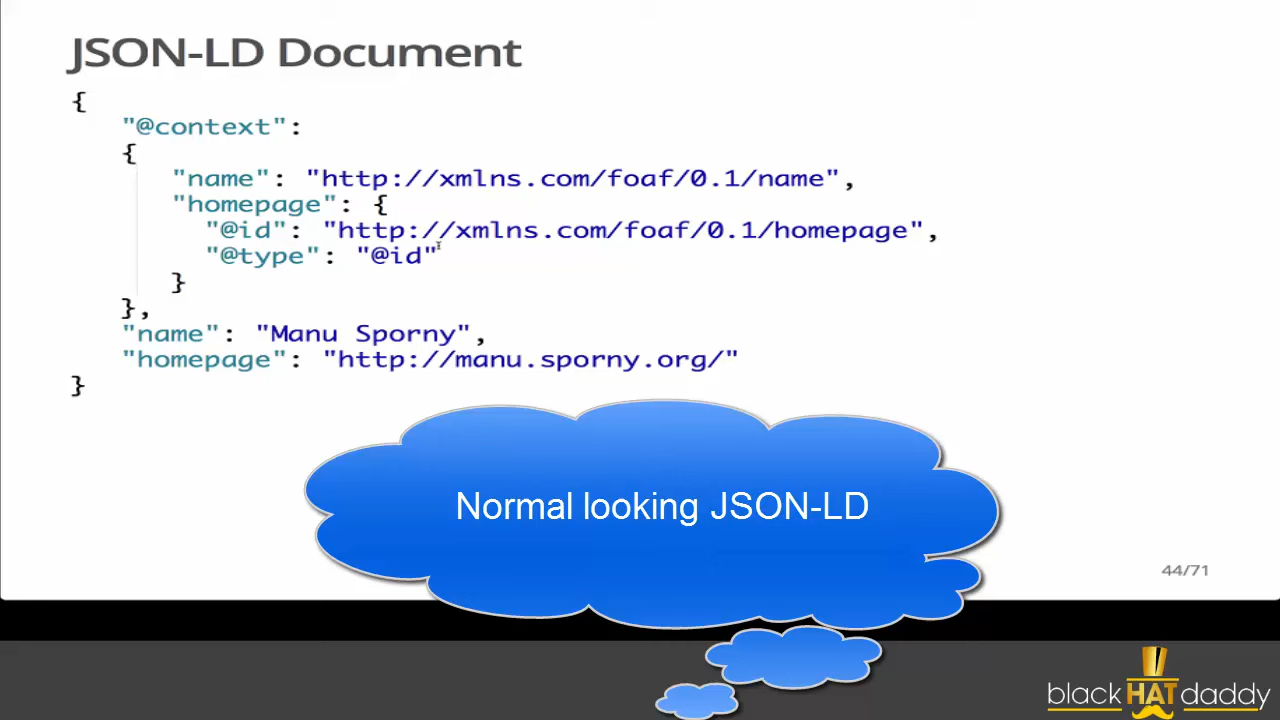 JSON-LD Document
{
"@context":
{
"name": "http://xmlns.com/foaf/0.1/name",
"homepage": {
"@id": "http://xmlns.com/foaf/0.1/homepage",
"@type": "@id"
}
},
"name": "Manu Sporny",
"homepage": "http://manu.sporny.org/"
}
Normal looking JSON-LD
44/71
blackHATdaddy